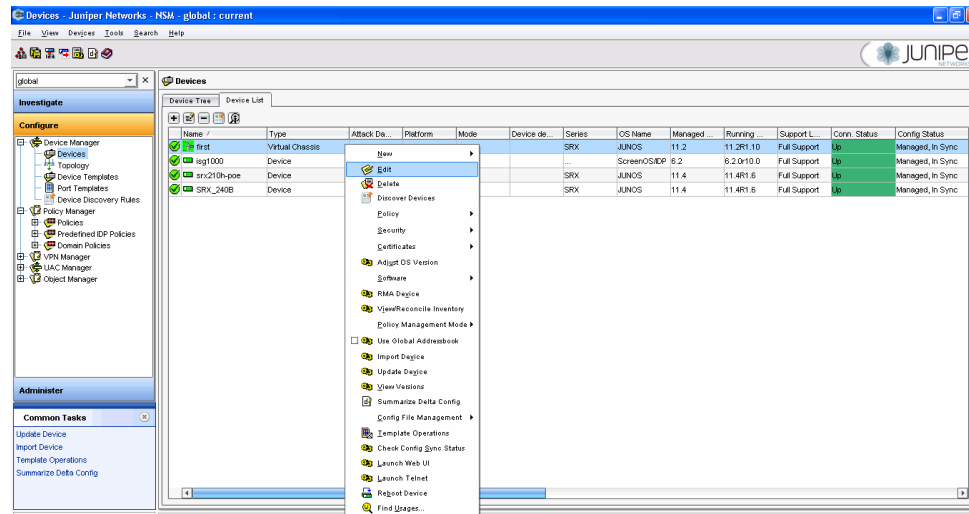 Devices - Juniper Networks - NSM - global : current
File View Devices Tools Search Help
JUNIPE
NETWORKS
global
Investigate
Configure
Device Manager
Devices
Topology
Device Templates
Port Templates
Device Discovery Rules
Policy Manager
Policies
Predefined IDP Policies
Domain Policies
VPN Manager
UAC Manager
Object Manager
Administer
Common Tasks
Update Device
Import Device
Template Operations
Summarize Delta Config
Devices
Device Tree Device List
Name / Type Attack Da... Platform Mode Device de... Series OS Name Managed ... Running ... Support L... Conn. Status Config Status
first Virtual Chassis SRX JUNOS 11.2 11.2R1.10 Full Support Up Managed, In Sync
isg1000 Device ... ScreenOS/IDP 6.2 6.2.0r10.0 Full Support Up Managed, In Sync
srx210h-poe Device SRX JUNOS 11.4 11.4R1.6 Full Support Up Managed, In Sync
SRX_240B Device SRX JUNOS 11.4 11.4R1.6 Full Support Up Managed, In Sync
New
Edit
Delete
Discover Devices
Policy
Security
Certificates
Adjust OS Version
Software
RMA Device
View/Reconcile Inventory
Policy Management Mode
Use Global Addressbook
Import Device
Update Device
View Versions
Summarize Delta Config
Config File Management
Template Operations
Check Config Sync Status
Launch Web UI
Launch Telnet
Reboot Device
Find Usages...